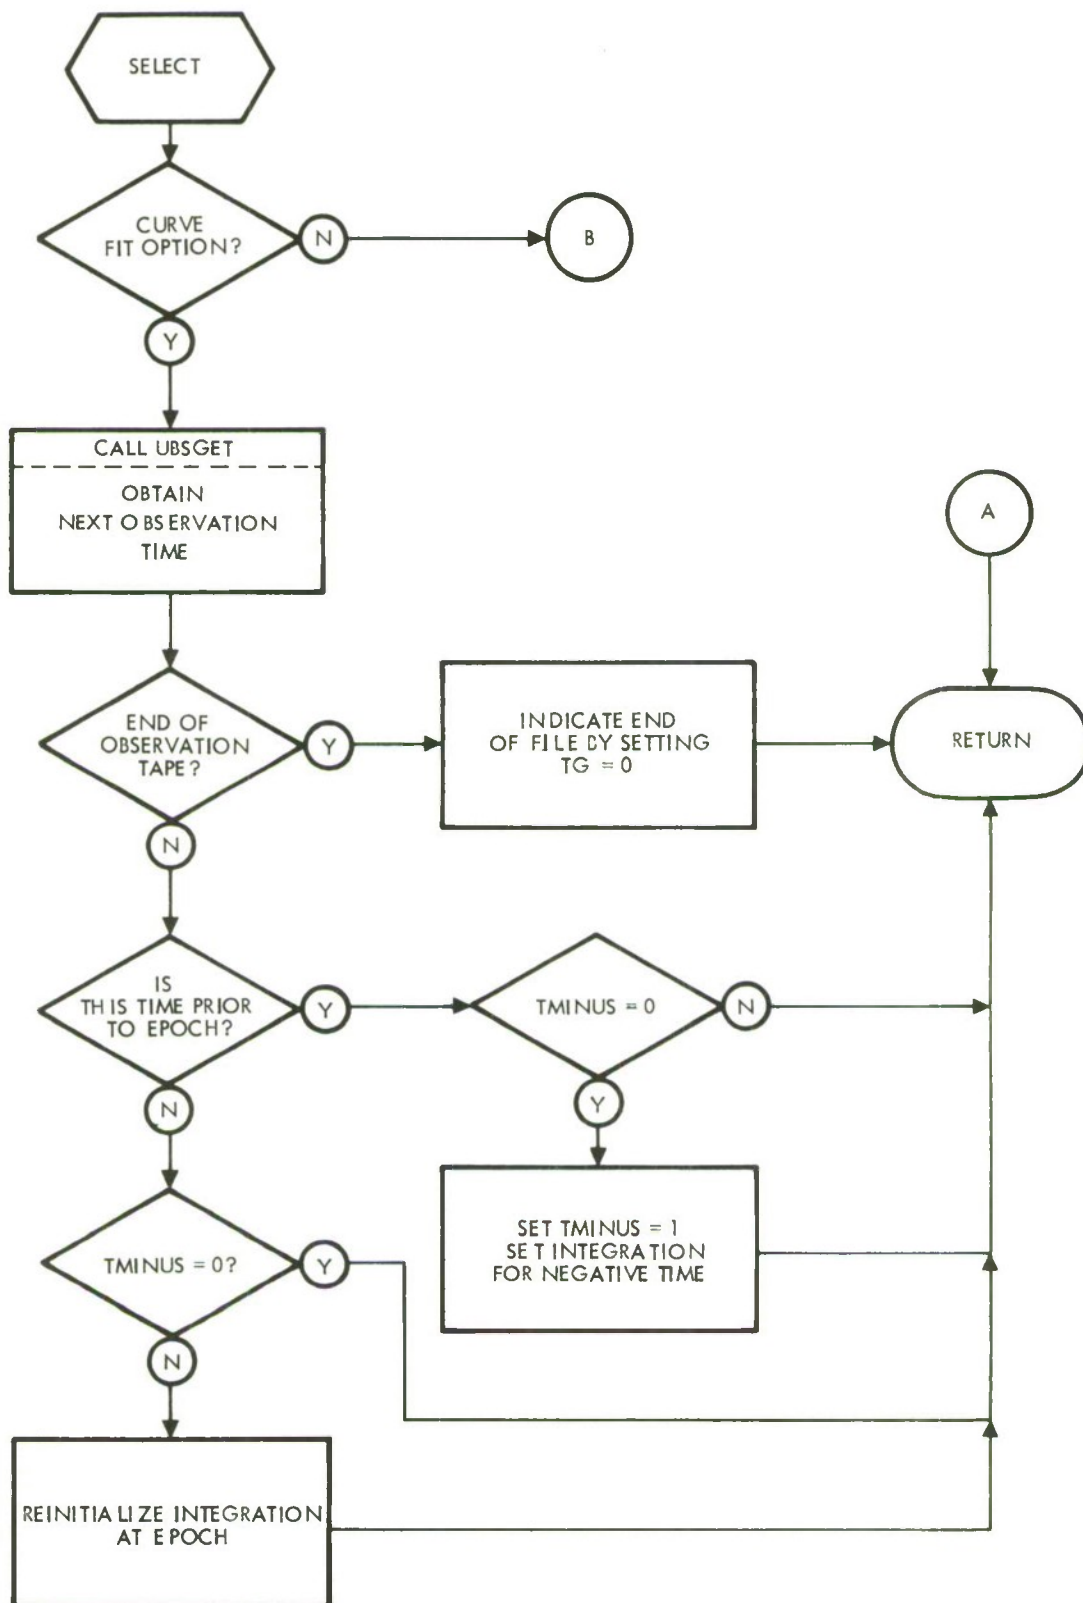 SELECT
CURVE
FIT OPTION?
N
B
Y
CALL UBSGET
OBTAIN
NEXT OBSERVATION
TIME
A
END OF
OBSERVATION
TAPE?
Y
INDICATE END
OF FILE BY SETTING
TG = 0
RETURN
N
IS
THIS TIME PRIOR
TO EPOCH?
Y
TMINUS = 0
N
N
Y
TMINUS = 0?
Y
SET TMINUS = 1
SET INTEGRATION
FOR NEGATIVE TIME
N
REINITIALIZE INTEGRATION
AT EPOCH